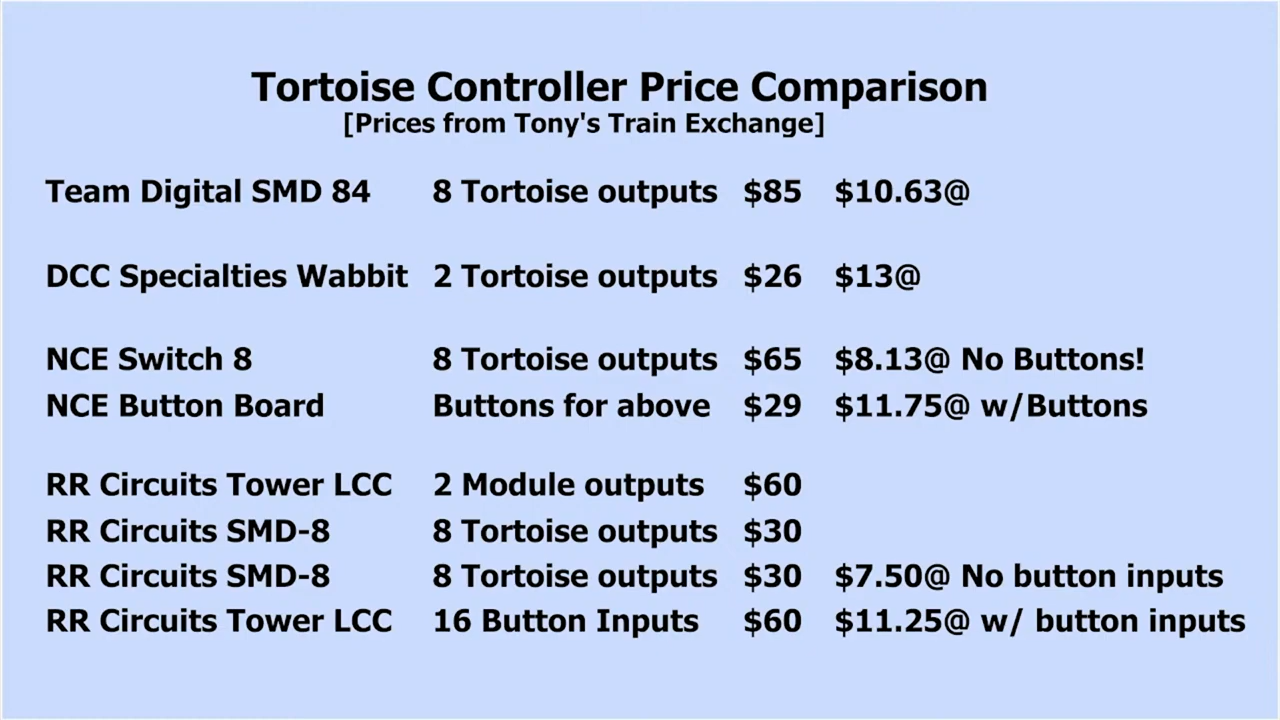 Tortoise Controller Price Comparison
[Prices from Tony's Train Exchange]
Team Digital SMD 84 8 Tortoise outputs $85 $10.63@
DCC Specialties Wabbit 2 Tortoise outputs $26 $13@
NCE Switch 8 8 Tortoise outputs $65 $8.13@ No Buttons!
NCE Button Board Buttons for above $29 $11.75@ w/Buttons
RR Circuits Tower LCC 2 Module outputs $60
RR Circuits SMD-8 8 Tortoise outputs $30
RR Circuits SMD-8 8 Tortoise outputs $30 $7.50@ No button inputs
RR Circuits Tower LCC 16 Button Inputs $60 $11.25@ w/ button inputs